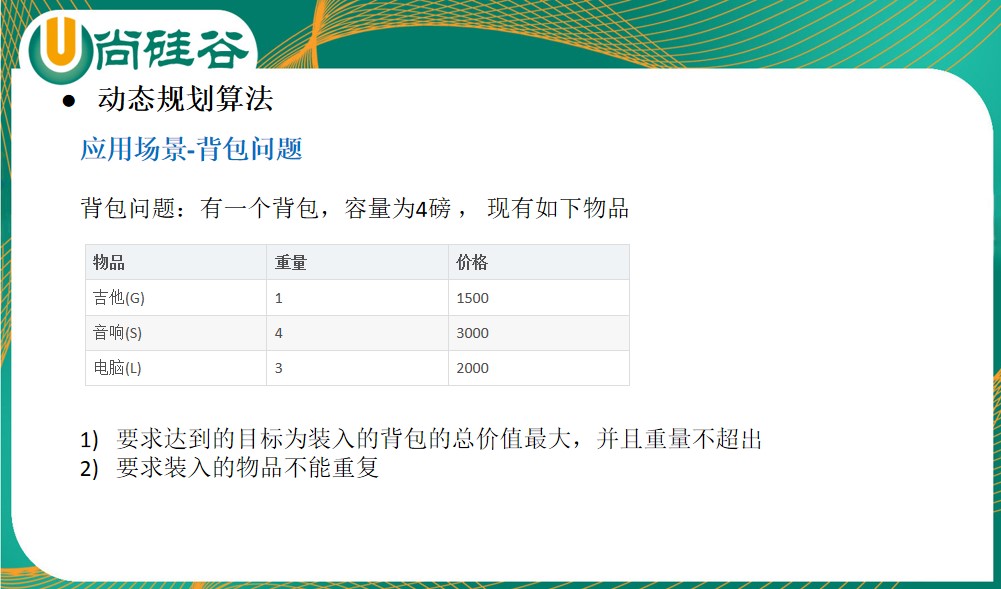 尚硅谷
● 动态规划算法
应用场景-背包问题
背包问题：有一个背包，容量为4磅 ， 现有如下物品
物品 重量 价格
吉他(G) 1 1500
音响(S) 4 3000
电脑(L) 3 2000
1) 要求达到的目标为装入的背包的总价值最大，并且重量不超出
2) 要求装入的物品不能重复